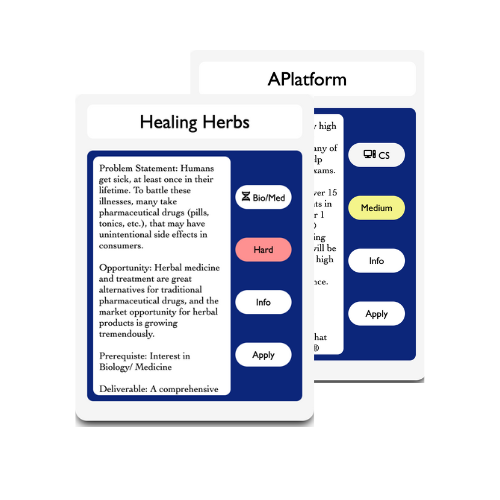 APlatform
Healing Herbs
Problem Statement: Humans
get sick, at least once in their
lifetime. To battle these
illnesses, many take
pharmaceutical drugs (pills,
tonics, etc.), that may have
unintentional side effects in
consumers.
Opportunity: Herbal medicine
and treatment are great
alternatives for traditional
pharmaceutical drugs, and the
market opportunity for herbal
products is growing
tremendously.
Prerequiste: Interest in
Biology/ Medicine
Deliverable: A comprehensive
Bio/Med
Hard
Info
Apply
high
any of
xams.
ver 15
ts in
r 1
ing
will be
high
nce.
hat
®
CS
Medium
Info
Apply